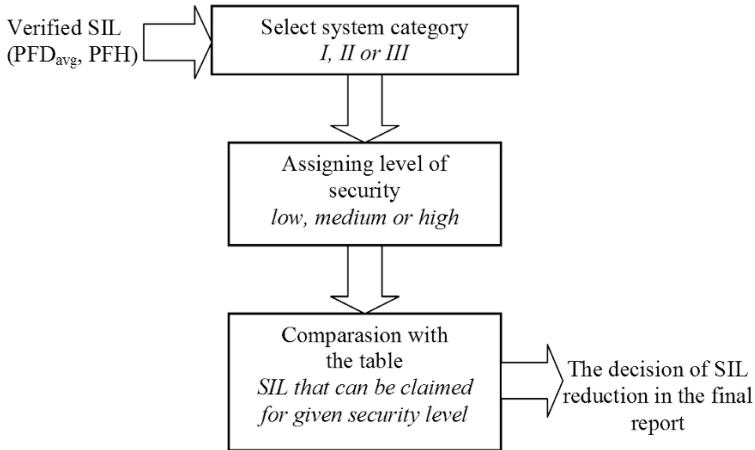 Verified SIL
(PFDavg, PFH)
Select system category
I, II or III
Assigning level of
security
low, medium or high
Comparasion with
the table
SIL that can be claimed
for given security level
The decision of SIL
reduction in the final
report